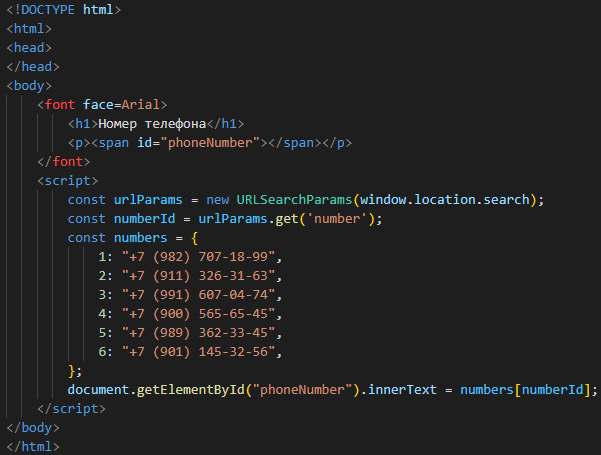 <!DOCTYPE html>
<html>
<head>
</head>
<body>
    <font face=Arial>
        <h1>Номер телефона</h1>
        <p><span id="phoneNumber"></span></p>
    </font>
    <script>
        const urlParams = new URLSearchParams(window.location.search);
        const numberId = urlParams.get('number');
        const numbers = {
            1: "+7 (982) 707-18-99",
            2: "+7 (911) 326-31-63",
            3: "+7 (991) 607-04-74",
            4: "+7 (900) 565-65-45",
            5: "+7 (989) 362-33-45",
            6: "+7 (901) 145-32-56",
        };
        document.getElementById("phoneNumber").innerText = numbers[numberId];
    </script>
</body>
</html>